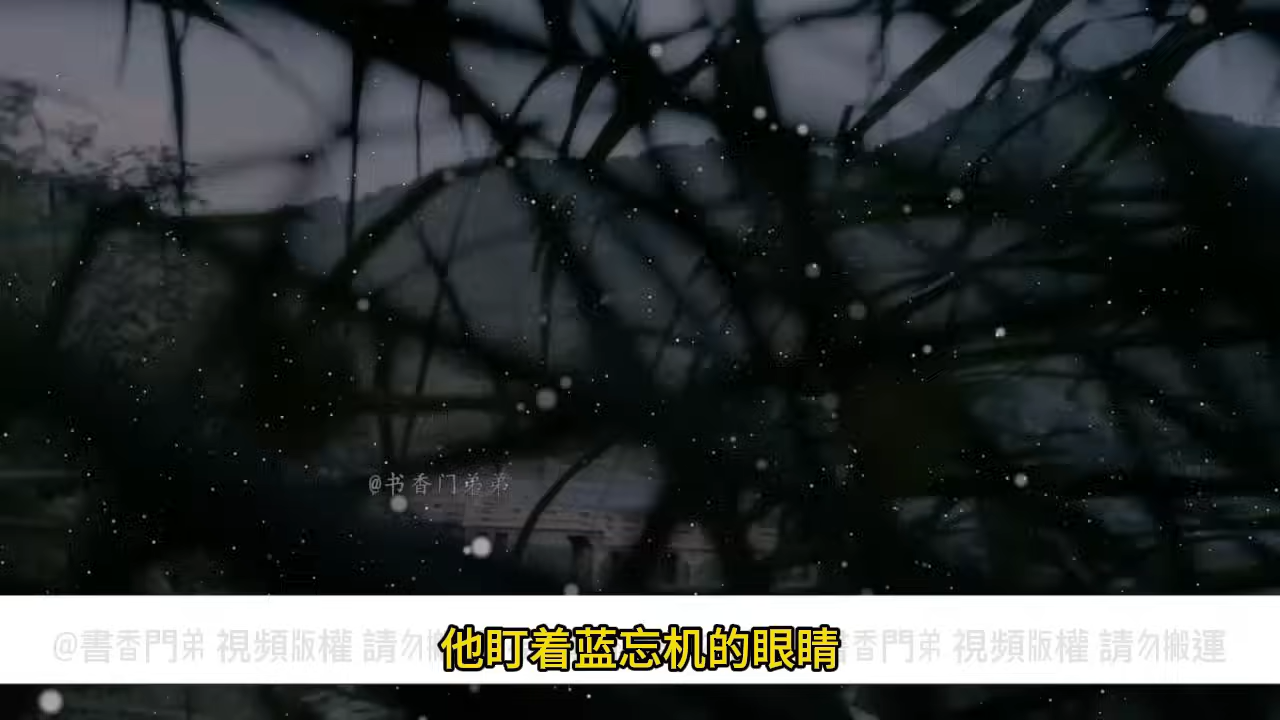 @书香门弟弟
@書香門弟 視頻版權 請勿搬 書香門弟 視頻版權 請勿搬運
他盯着蓝忘机的眼睛